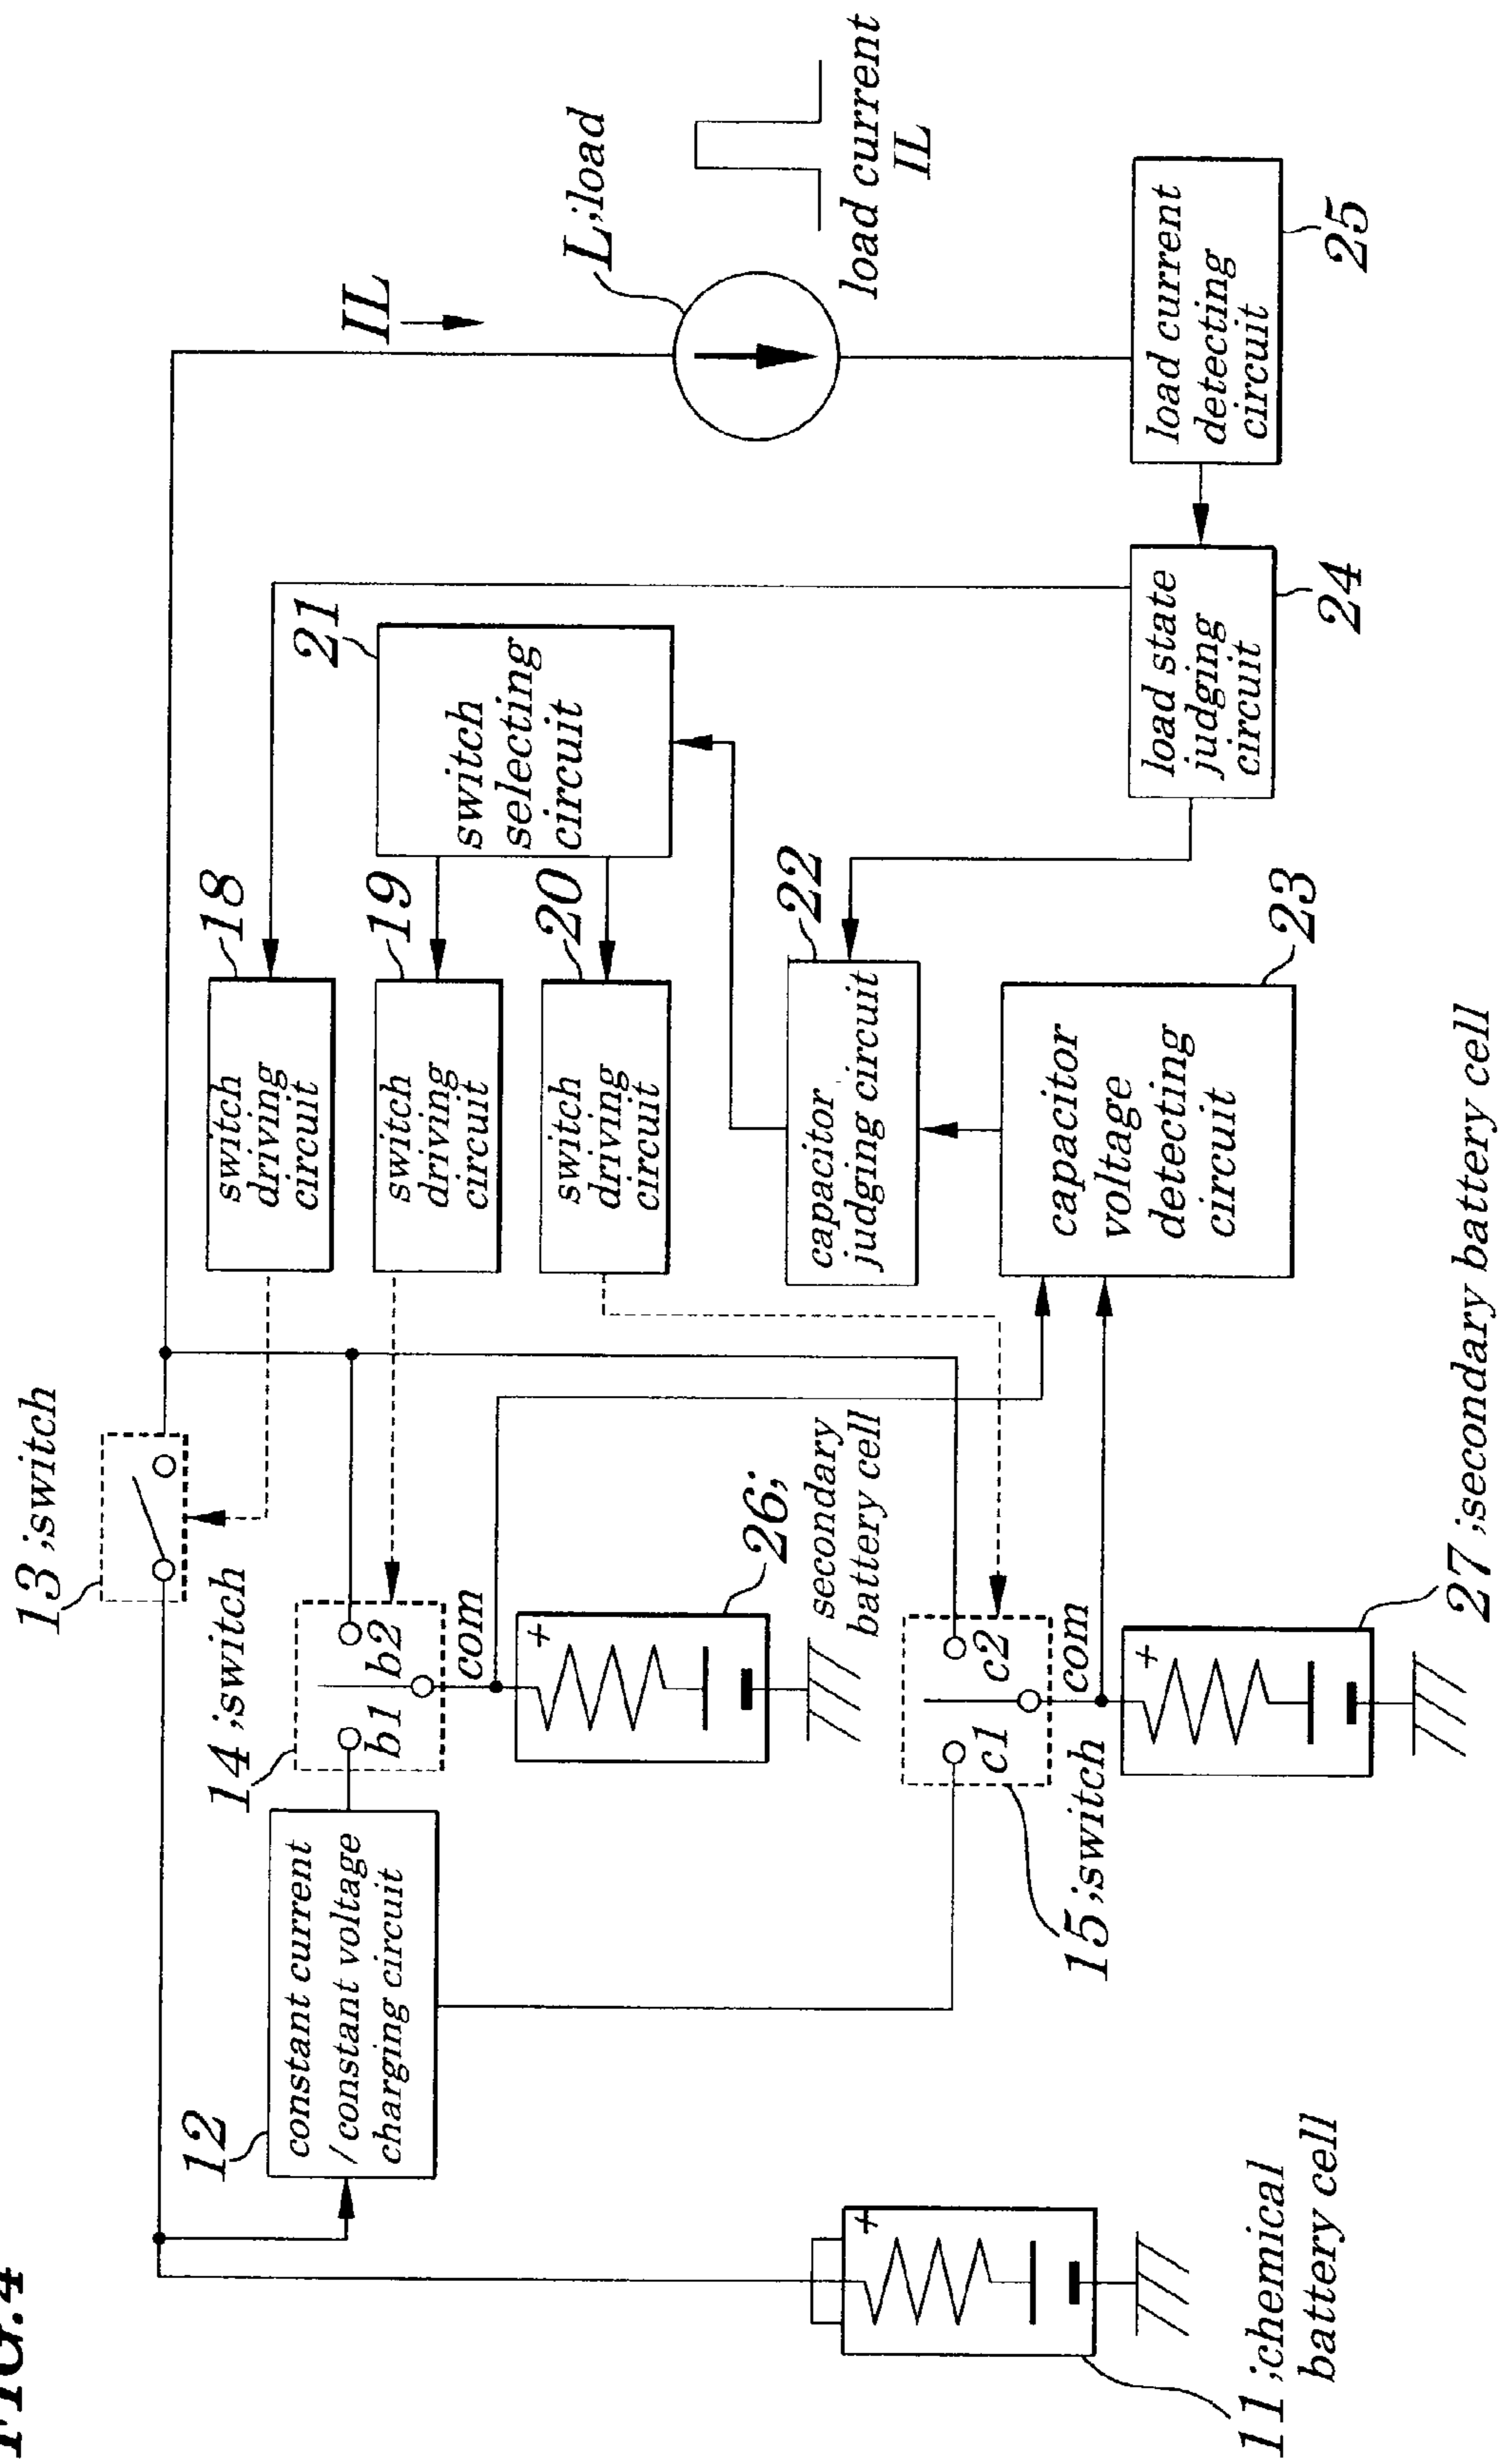 FIG.4
13;switch
IL
L;load
load current
IL
12
constant current
/constant voltage
charging circuit
14;switch
b1
b2
com
18
switch
driving
circuit
19
switch
driving
circuit
20
switch
driving
circuit
21
switch
selecting
circuit
26;
secondary
battery cell
22
capacitor
judging circuit
15;switch
c1
c2
com
23
capacitor
voltage
detecting
circuit
24
load state
judging
circuit
25
load current
detecting
circuit
11;chemical
battery cell
+
+
+
27;secondary battery cell